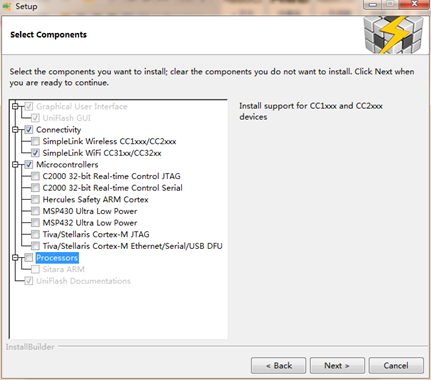 Setup
Select Components
Select the components you want to install; clear the components you do not want to install. Click Next when
you are ready to continue.
Graphical User Interface
UniFlash GUI
Connectivity
SimpleLink Wireless CC1xxx/CC2xxx
SimpleLink WiFi CC31xx/CC32xx
Microcontrollers
C2000 32-bit Real-time Control JTAG
C2000 32-bit Real-time Control Serial
Hercules Safety ARM Cortex
MSP430 Ultra Low Power
MSP432 Ultra Low Power
Tiva/Stellaris Cortex-M JTAG
Tiva/Stellaris Cortex-M Ethernet/Serial/USB DFU
Processors
Sitara ARM
UniFlash Documentations
Install support for CC1xxx and CC2xxx
devices
InstallBuilder
< Back
Next >
Cancel